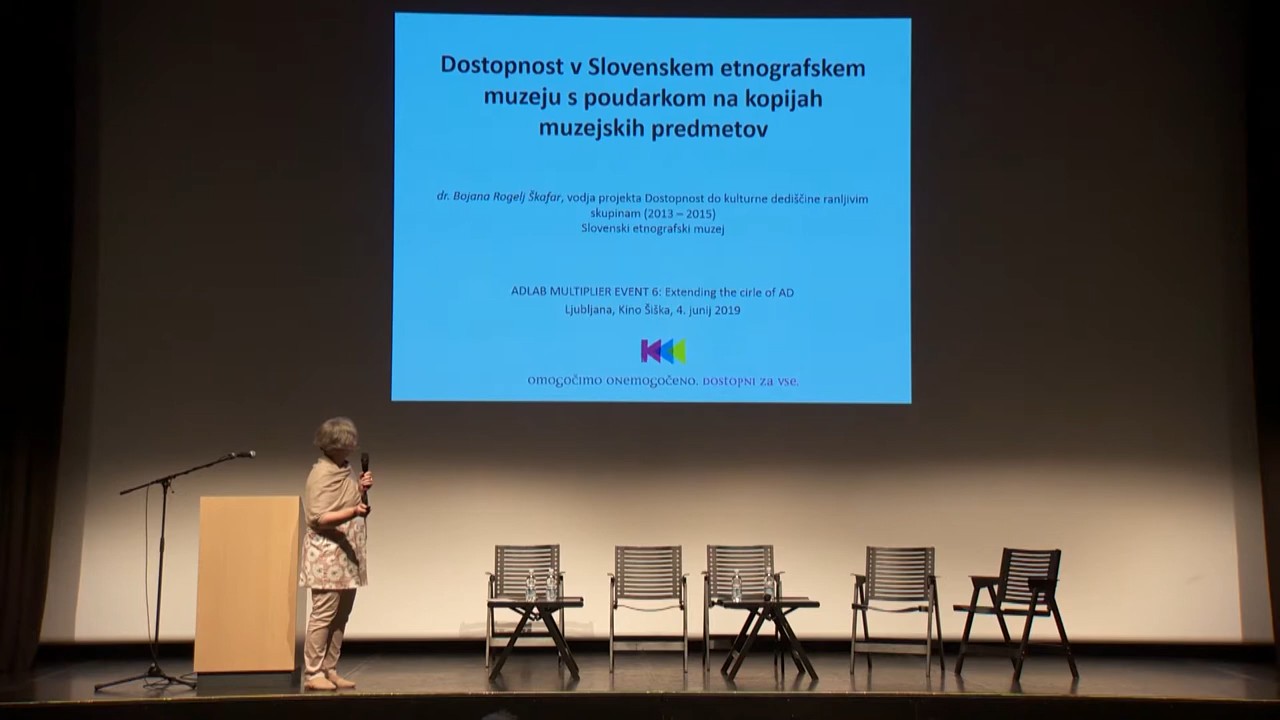 Dostopnost v Slovenskem etnografskem
muzeju s poudarkom na kopijah
muzejskih predmetov
dr. Bojana Rogelj Škafar, vodja projekta Dostopnost do kulturne dediščine ranljivim
skupinam (2013 – 2015)
Slovenski etnografski muzej
ADLAB MULTIPLIER EVENT 6: Extending the cirle of AD
Ljubljana, Kino Šiška, 4. junij 2019
omogočimo onemogočeno. Dostopni za vse.